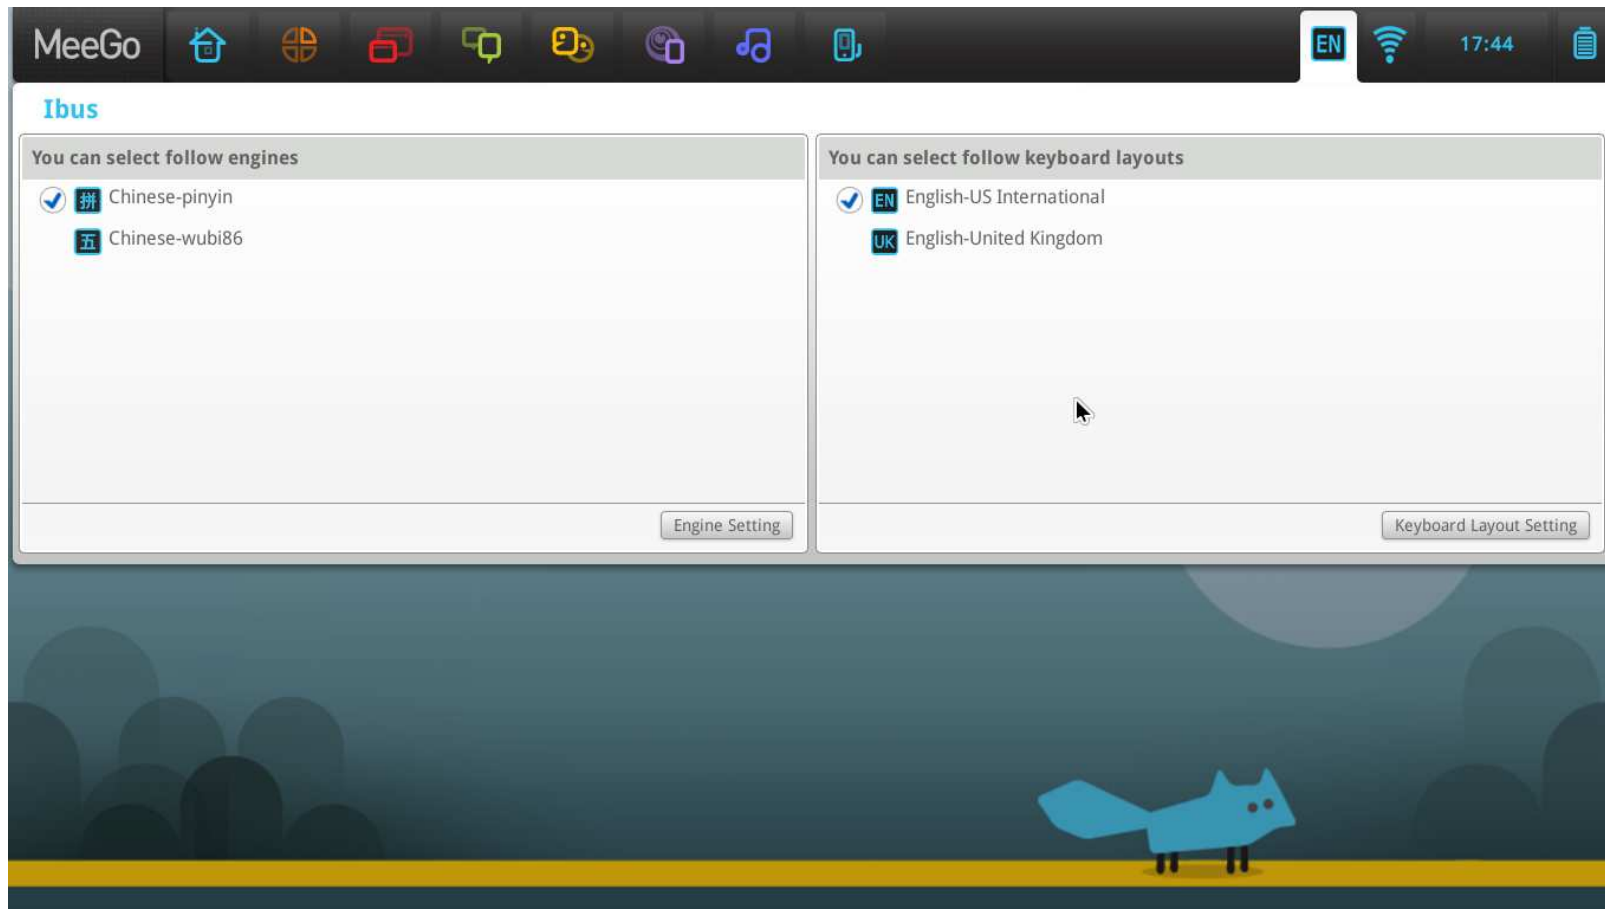 MeeGo
EN
17:44
Ibus
You can select follow engines
拼 Chinese-pinyin
五 Chinese-wubi86
Engine Setting
You can select follow keyboard layouts
EN English-US International
UK English-United Kingdom
Keyboard Layout Setting